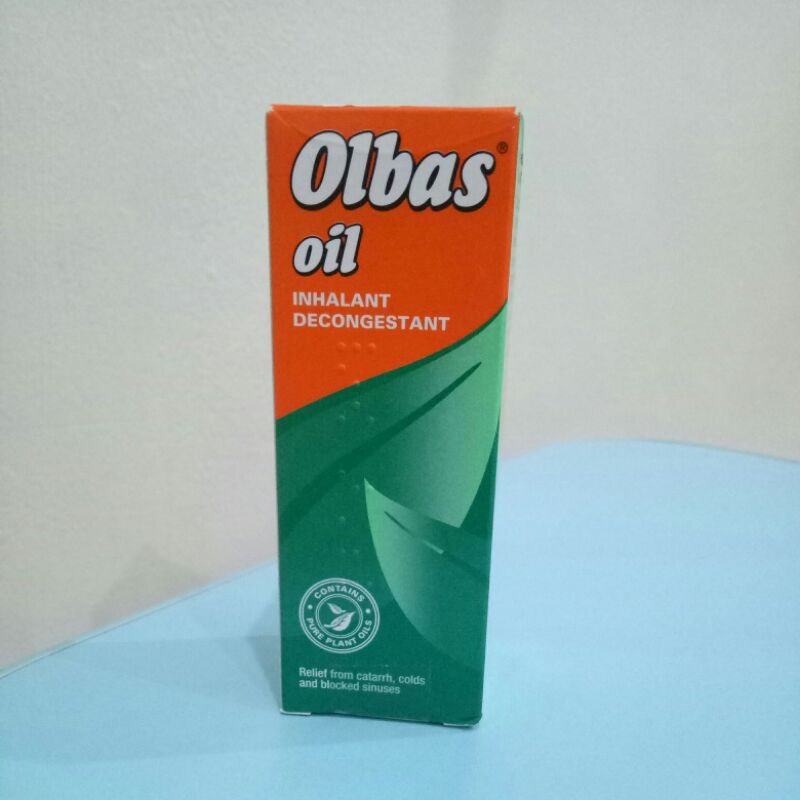 Olbas®
oil
INHALANT
DECONGESTANT
CONTAINS
PURE PLANT OILS
Relief from catarrh, colds
and blocked sinuses